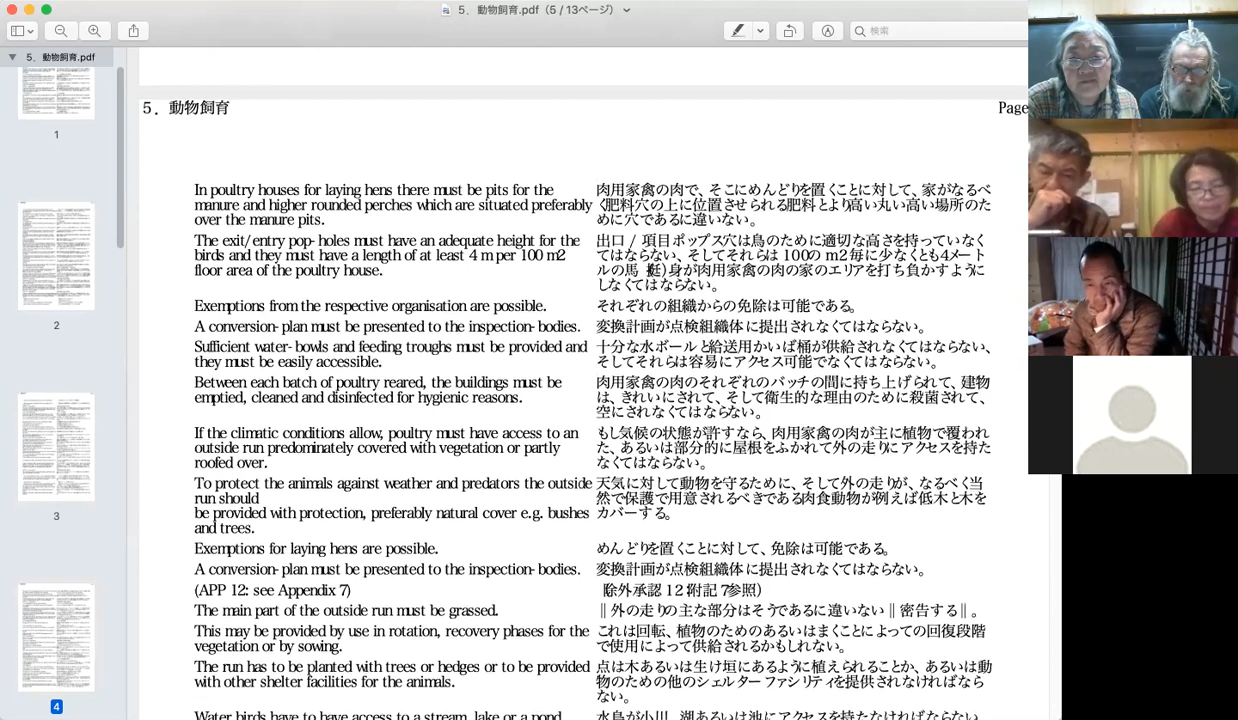 5．動物飼育.pdf（5 / 13ページ）
検索
5．動物飼育.pdf
1
2
3
4
5．動物飼育
Page
In poultry houses for laying hens there must be pits for the
manure and higher rounded perches which are situated preferably
over the manure pits.
The exit/entry pop- holes must have an adequate height for the
birds and they must have a length of at least 4 m per 100 m2
floor area of the poultry house.
Exemptions from the respective organisation are possible.
A conversion- plan must be presented to the inspection- bodies.
Sufficient water- bowls and feeding troughs must be provided and
they must be easily accessible.
Between each batch of poultry reared, the buildings must be
emptied, cleaned and disinfected for hygienic reasons.
If the climatic conditions allow, poultry must have access to an
outside run predominately covered with vegetation or partly
roofed over.
To protect the animals against weather and predators the outside
run should
be provided with protection, preferably natural cover e.g. bushes
and trees.
Exemptions for laying hens are possible.
A conversion- plan must be presented to the inspection- bodies.
(APP 12: see Appendix 7)
The main part of the outside run must be grassed.
This may be provided by use in rotation, recovery phases for the
vegetation or by sowing.
The run has to be planted with trees or hedges or to be provided
with other shelter facilities for the animals.
Water birds have to have access to a stream, lake or a pond.
肉用家禽の肉で、そこにめんどりを置くことに対して、家がなるべ
く肥料穴の上に位置させられる肥料とより高い丸い高い場所のた
めに穴であるに違いない。
出口 / 項目ポップス穴は鳥のために適切な高さを持っていなく
てはならない、そしてそれらは100の m2毎に少なくとも4メート
ルの馬 艇)身が肉用家禽の肉の家のエリアを打ち負かすように
しなくてはならない。
それぞれの組織からの免除は可能である。
変換計画が点検組織体に提出されなくてはならない。
十分な水ボールと給送用かいば桶が供給されなくてはならない、
そしてそれらは容易にアクセス可能でなくてはならない。
肉用家禽の肉のそれぞれのバッチの間に持ち上げられて、建物
は、きれいにされて、そして衛生的な理由のために殺菌されて、
空にされなくてはならない。
もし気候の状態が許すなら、肉用家禽の肉が主に植物で覆われ
た、あるいは部分的に屋根をふかれて外の走りにアクセスを持た
なくてはならない。
天気に対して動物を守るために、そして外の走りが、なるべく当
然で保護で用意されるべきである肉食動物が例えば低木と木を
カバーする。
めんどりを置くことに対して、免除は可能である。
変換計画が点検組織体に提出されなくてはならない。
除外承認 12 附記 7参照)
‖外の走りの主な部分が草であるに違いない‖密告する‖。
これは回転、植物のためのあるいはまくことによっての回復段階
で使用によって供給されるかもしれない。
点は木あるいは生け垣があるように植えられることか、あるいは動
物のための他のシェルターファシリティを提供されなければなら
ない。
水鳥が小川、湖あるいは池にアクセスを持たなければならない。